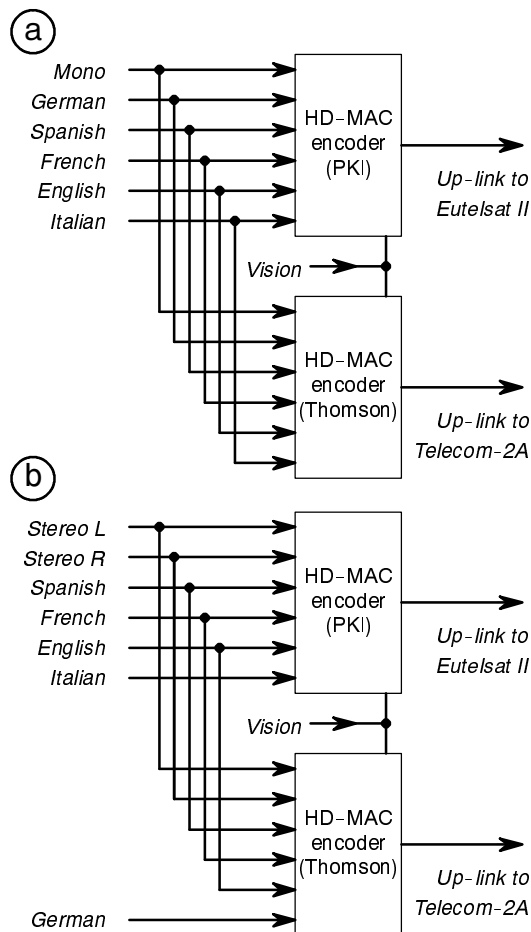 a
Mono
German
Spanish
French
English
Italian
HD-MAC
encoder
(PKI)
Up-link to
Eutelsat II
Vision
HD-MAC
encoder
(Thomson)
Up-link to
Telecom-2A
b
Stereo L
Stereo R
Spanish
French
English
Italian
HD-MAC
encoder
(PKI)
Up-link to
Eutelsat II
Vision
HD-MAC
encoder
(Thomson)
Up-link to
Telecom-2A
German